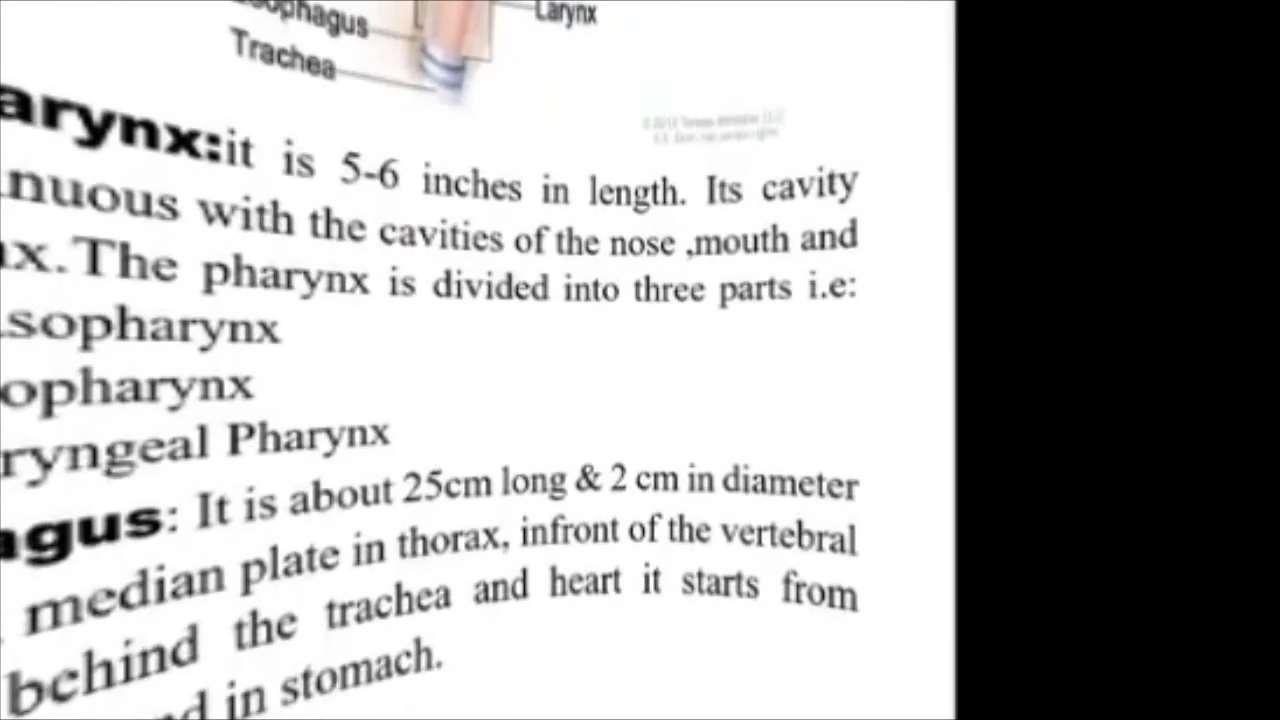 sophagus
Larynx
Trachea
arynx:it is 5-6 inches in length. Its cavity
nuous with the cavities of the nose ,mouth and
x.The pharynx is divided into three parts i.e:
sopharynx
opharynx
ryngeal Pharynx
agus: It is about 25cm long & 2 cm in diameter
median plate in thorax, infront of the vertebral
behind the trachea and heart it starts from
d in stomach.